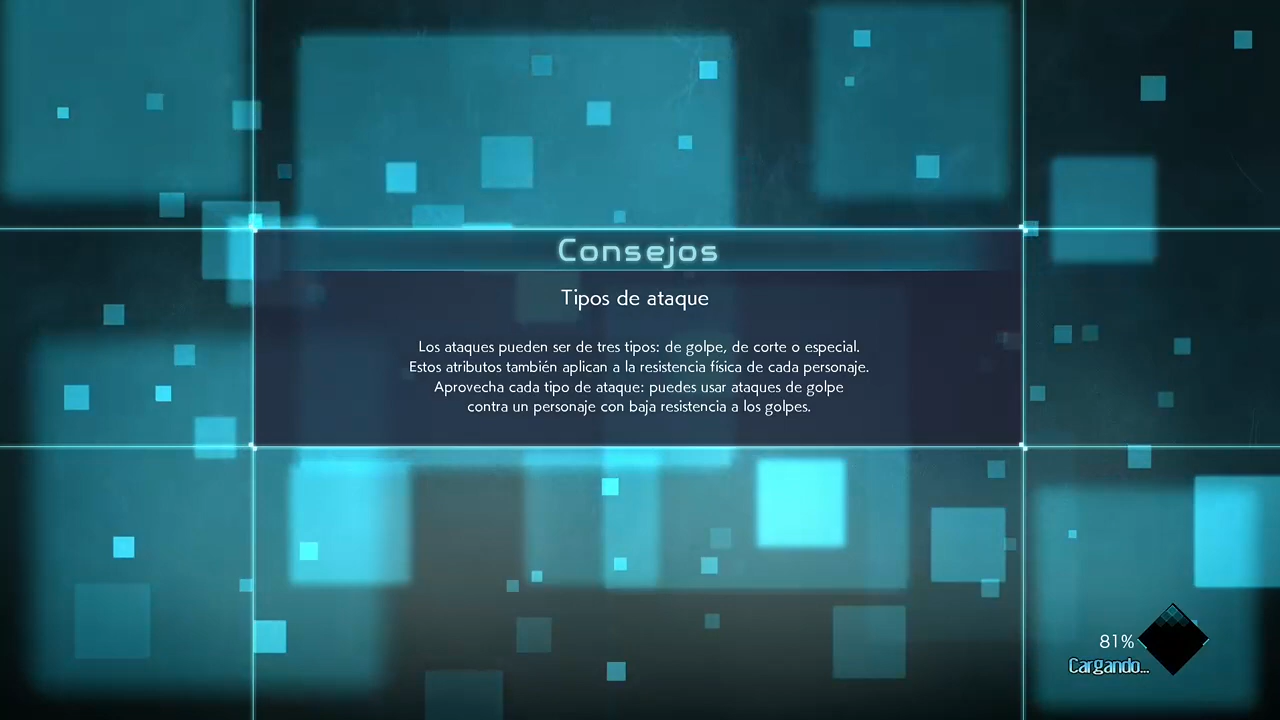 Consejos
Tipos de ataque
Los ataques pueden ser de tres tipos: de golpe, de corte o especial.
Estos atributos también aplican a la resistencia física de cada personaje.
Aprovecha cada tipo de ataque: puedes usar ataques de golpe
contra un personaje con baja resistencia a los golpes.
81%
Cargando...